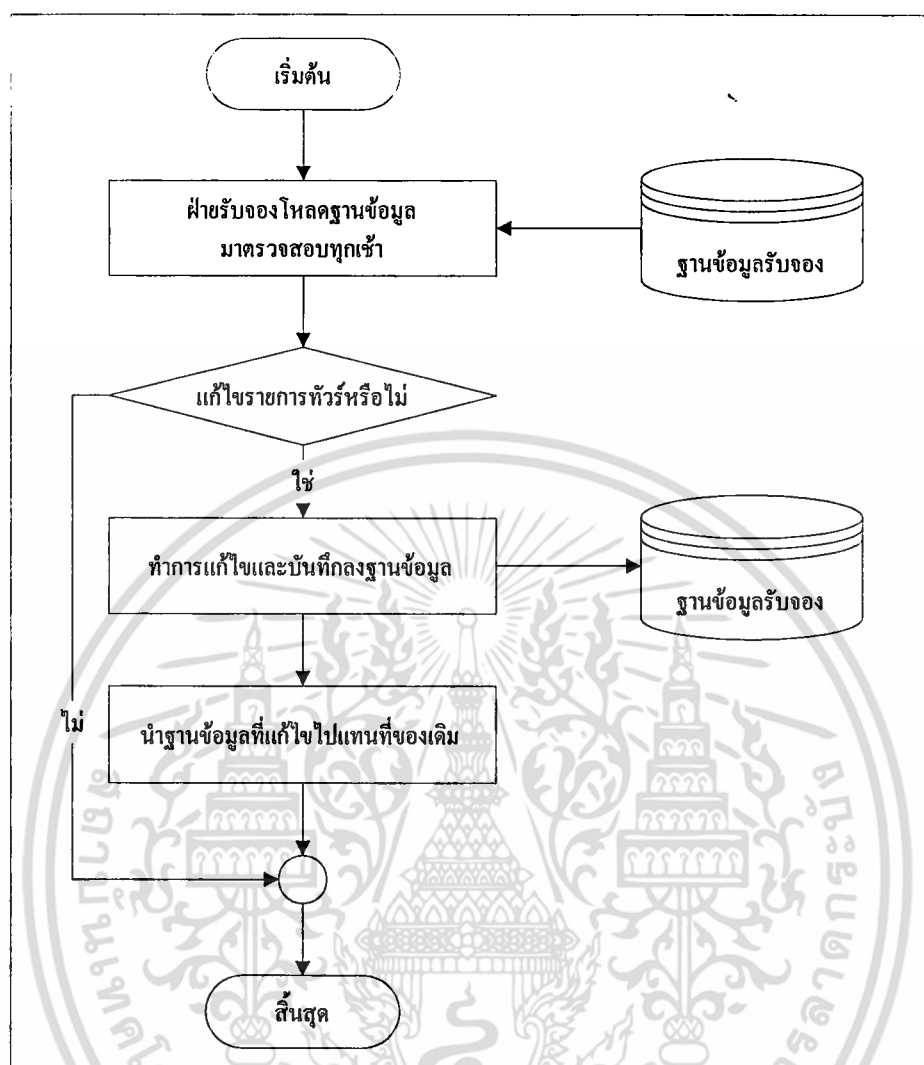 เริ่มต้น
ฝ่ายรับจองโหลดฐานข้อมูล
มาตรวจสอบทุกเช้า
ฐานข้อมูลรับจอง
แก้ไขรายการทัวร์หรือไม่
ใช่
ทำการแก้ไขและบันทึกลงฐานข้อมูล
ฐานข้อมูลรับจอง
ไม่
นำฐานข้อมูลที่แก้ไขไปแทนที่ของเดิม
สิ้นสุด